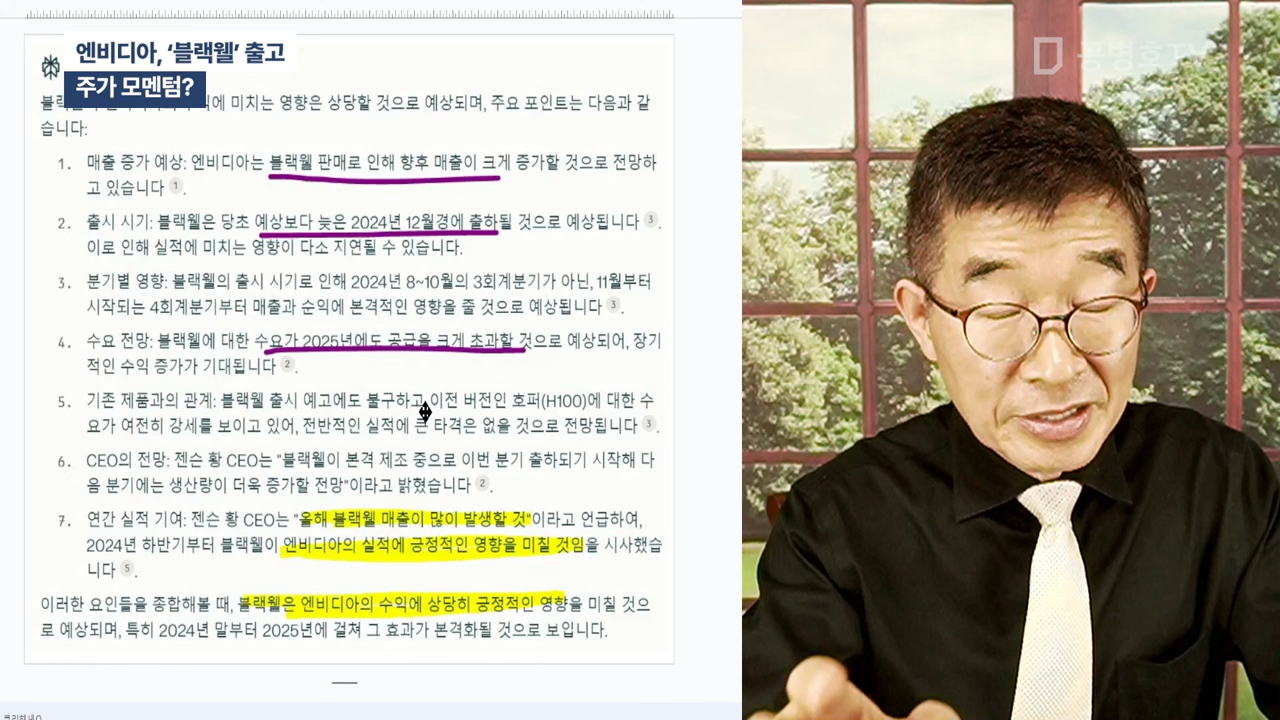 엔비디아, ‘블랙웰’ 출고
주가 모멘텀?
공병호TV
에 미치는 영향은 상당할 것으로 예상되며, 주요 포인트는 다음과 같
습니다:
1. 매출 증가 예상: 엔비디아는 블랙웰 판매로 인해 향후 매출이 크게 증가할 것으로 전망하
고 있습니다 1.
2. 출시 시기: 블랙웰은 당초 예상보다 늦은 2024년 12월경에 출하될 것으로 예상됩니다 3.
이로 인해 실적에 미치는 영향이 다소 지연될 수 있습니다.
3. 분기별 영향: 블랙웰의 출시 시기로 인해 2024년 8~10월의 3회계분기가 아닌, 11월부터
시작되는 4회계분기부터 매출과 순익에 본격적인 영향을 줄 것으로 예상됩니다 3.
4. 수요 전망: 블랙웰에 대한 수요가 2025년에도 공급을 크게 초과할 것으로 예상되어, 장기
적인 수익 증가가 기대됩니다 2.
5. 기존 제품과의 관계: 블랙웰 출시 예고에도 불구하고 이전 버전인 호퍼(H100)에 대한 수
요가 여전히 강세를 보이고 있어, 전반적인 실적에 큰 타격은 없을 것으로 전망됩니다 3.
6. CEO의 전망: 젠슨 황 CEO는 "블랙웰이 본격 제조 중으로 이번 분기 출하되기 시작해 다
음 분기에는 생산량이 더욱 증가할 전망"이라고 밝혔습니다 2.
7. 연간 실적 기여: 젠슨 황 CEO는 "올해 블랙웰 매출이 많이 발생할 것"이라고 언급하여,
2024년 하반기부터 블랙웰이 엔비디아의 실적에 긍정적인 영향을 미칠 것임을 시사했습
니다 5.
이러한 요인들을 종합해볼 때, 블랙웰은 엔비디아의 수익에 상당히 긍정적인 영향을 미칠 것으
로 예상되며, 특히 2024년 말부터 2025년에 걸쳐 그 효과가 본격화될 것으로 보입니다.